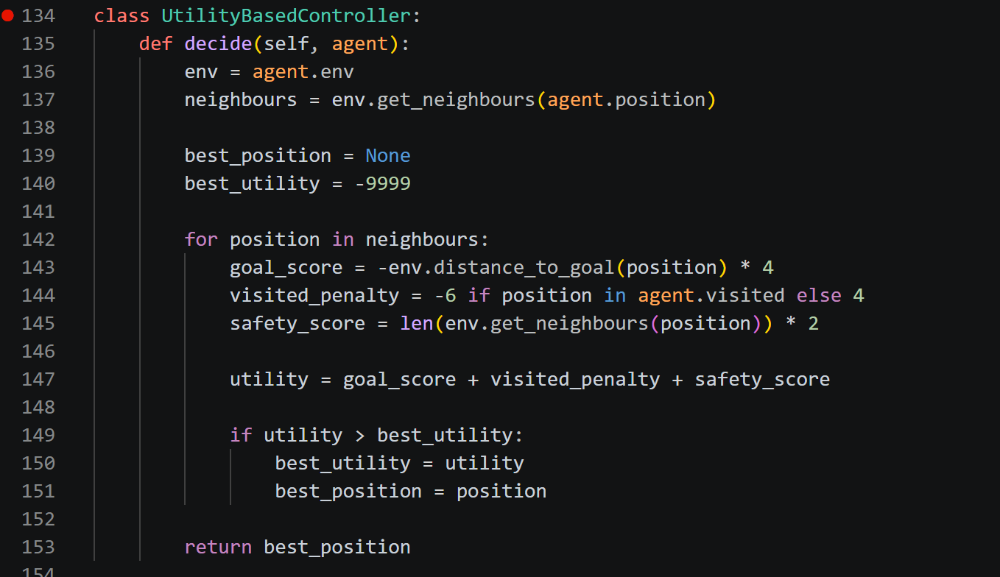 134 class UtilityBasedController:
135     def decide(self, agent):
136         env = agent.env
137         neighbours = env.get_neighbours(agent.position)
138
139         best_position = None
140         best_utility = -9999
141
142         for position in neighbours:
143             goal_score = -env.distance_to_goal(position) * 4
144             visited_penalty = -6 if position in agent.visited else 4
145             safety_score = len(env.get_neighbours(position)) * 2
146
147             utility = goal_score + visited_penalty + safety_score
148
149             if utility > best_utility:
150                 best_utility = utility
151                 best_position = position
152
153         return best_position
154